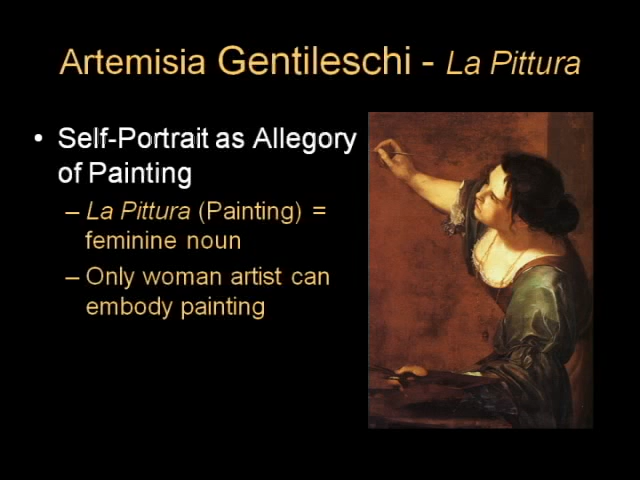 Artemisia Gentileschi - La Pittura
• Self-Portrait as Allegory
of Painting
– La Pittura (Painting) =
feminine noun
– Only woman artist can
embody painting